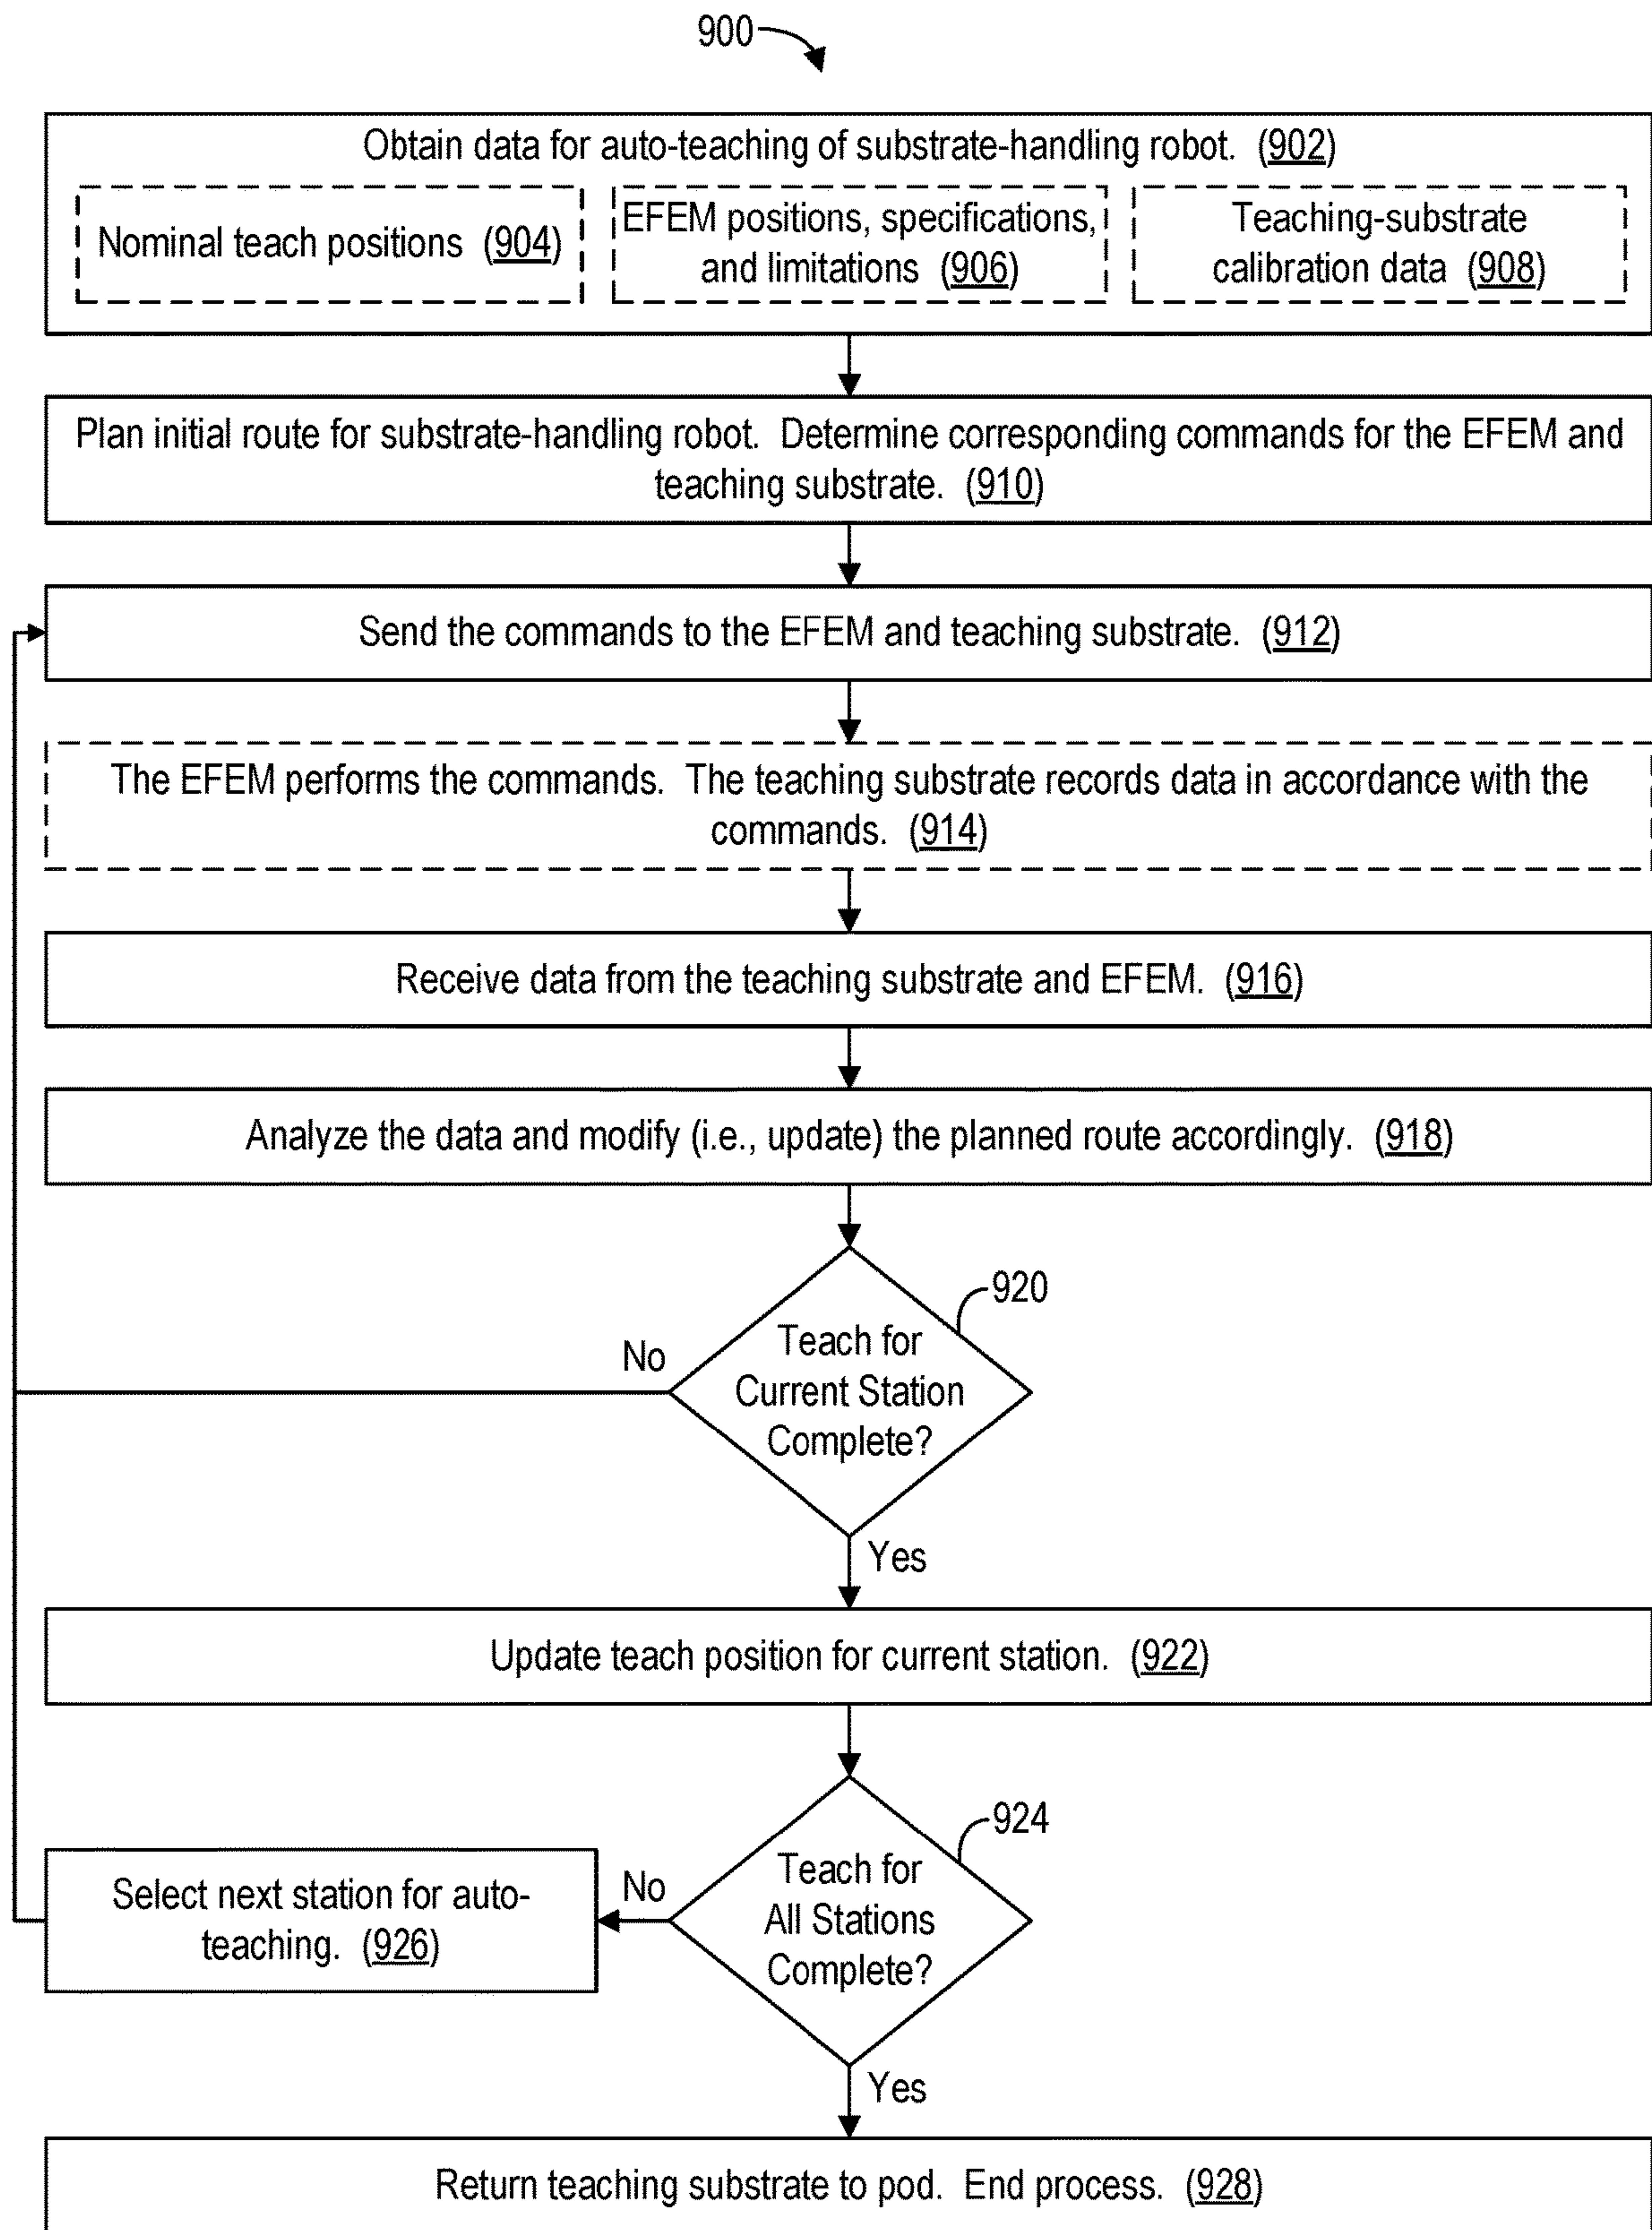 900
Obtain data for auto-teaching of substrate-handling robot. (902)
Nominal teach positions (904)
EFEM positions, specifications,
and limitations (906)
Teaching-substrate
calibration data (908)
Plan initial route for substrate-handling robot. Determine corresponding commands for the EFEM and
teaching substrate. (910)
Send the commands to the EFEM and teaching substrate. (912)
The EFEM performs the commands. The teaching substrate records data in accordance with the
commands. (914)
Receive data from the teaching substrate and EFEM. (916)
Analyze the data and modify (i.e., update) the planned route accordingly. (918)
920
Teach for
Current Station
Complete?
No
Yes
Update teach position for current station. (922)
924
Teach for
All Stations
Complete?
No
Select next station for auto-
teaching. (926)
Yes
Return teaching substrate to pod. End process. (928)